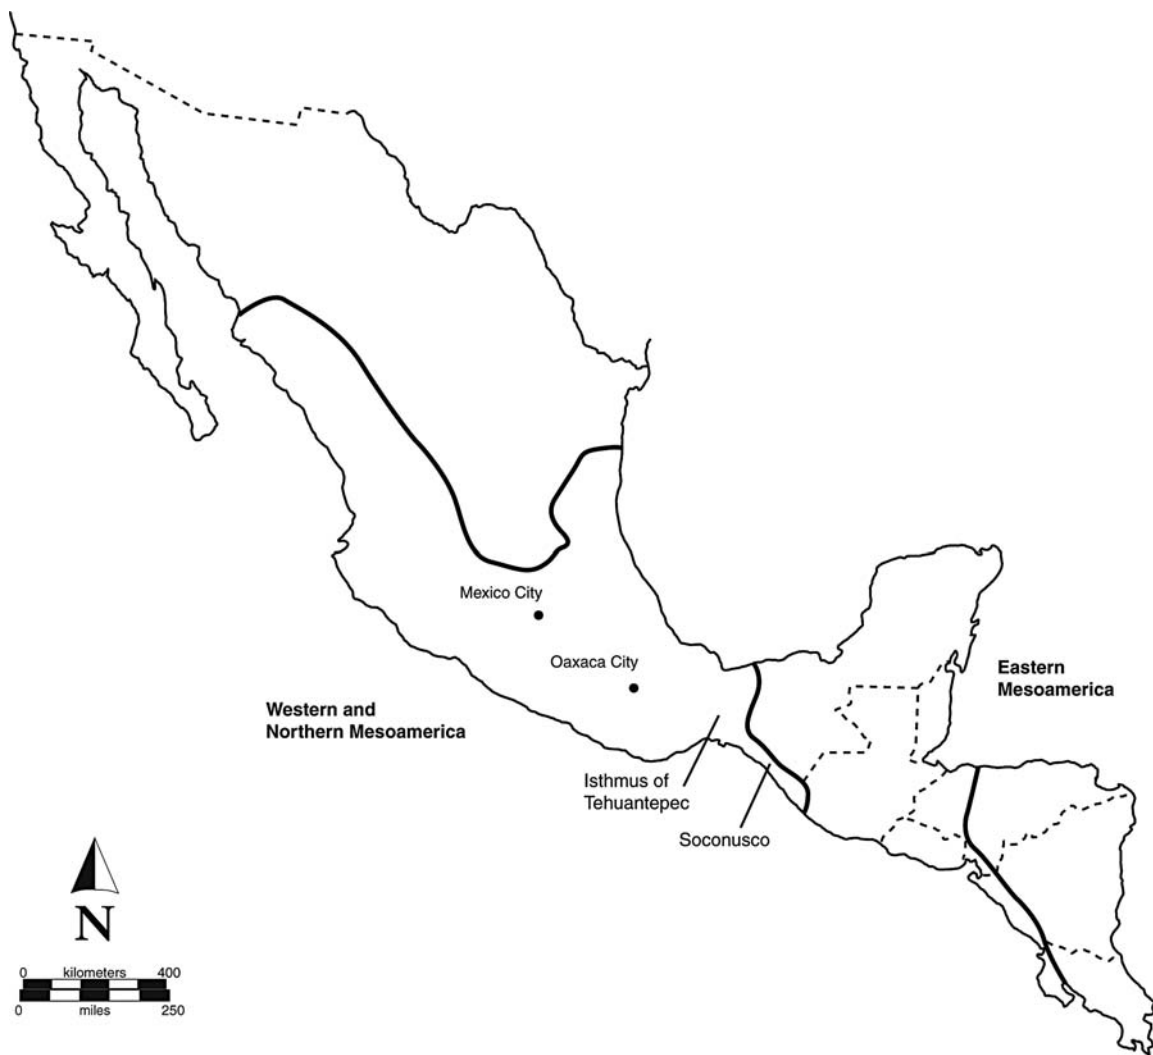 Mexico City
Oaxaca City
Eastern
Mesoamerica
Western and
Northern Mesoamerica
Isthmus of
Tehuantepec
Soconusco
N
0 kilometers 400
0 miles 250